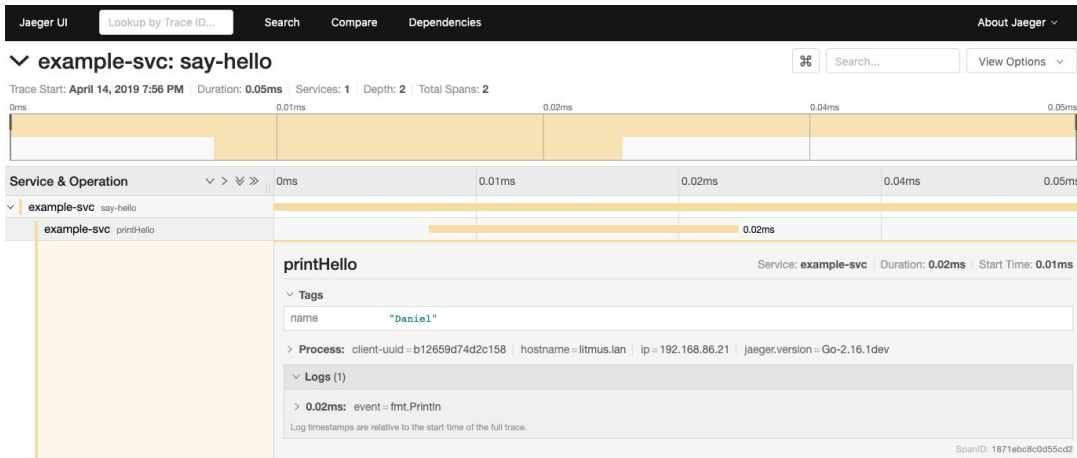 Jaeger UI Lookup by Trace ID... Search Compare Dependencies About Jaeger
example-svc: say-hello ⌘ Search... View Options
Trace Start: April 14, 2019 7:56 PM Duration: 0.05ms Services: 1 Depth: 2 Total Spans: 2
0ms 0.01ms 0.02ms 0.04ms 0.05ms
Service & Operation 0ms 0.01ms 0.02ms 0.04ms 0.05ms
example-svc say-hello
example-svc printHello 0.02ms
printHello Service: example-svc Duration: 0.02ms Start Time: 0.01ms
Tags
name "Daniel"
Process: client-uuid=b12659d74d2c158 hostname=litmus.lan ip=192.168.86.21 jaeger.version=Go-2.16.1dev
Logs (1)
0.02ms: event=fmt.Println
Log timestamps are relative to the start time of the full trace.
SpanID: 1871ebc8c0d55cd2